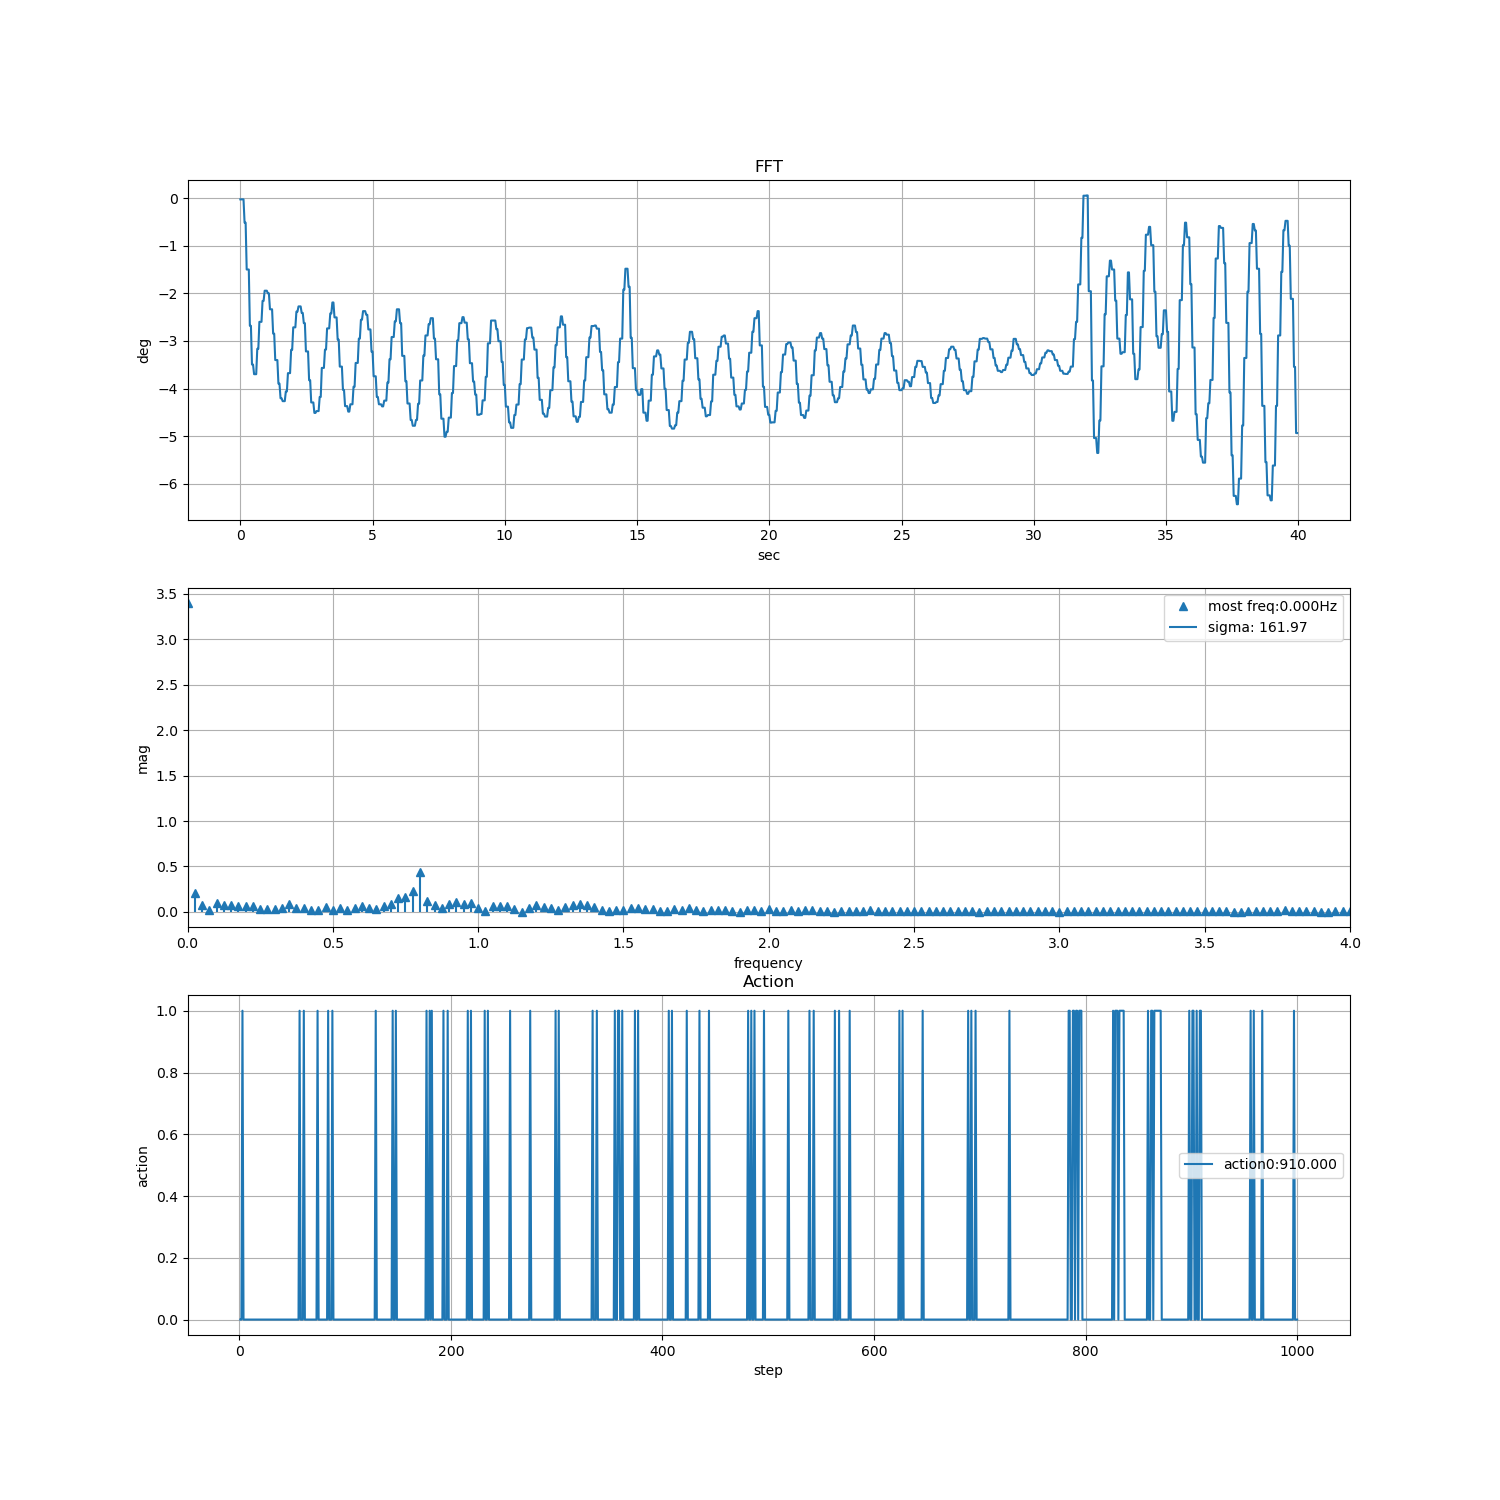 FFT
0
−1
−2
−3
−4
−5
−6
deg
0 5 10 15 20 25 30 35 40
sec
3.5
3.0
2.5
2.0
1.5
1.0
0.5
0.0
mag
most freq:0.000Hz
sigma: 161.97
0.0 0.5 1.0 1.5 2.0 2.5 3.0 3.5 4.0
frequency
Action
1.0
0.8
0.6
0.4
0.2
0.0
action
action0:910.000
0 200 400 600 800 1000
step